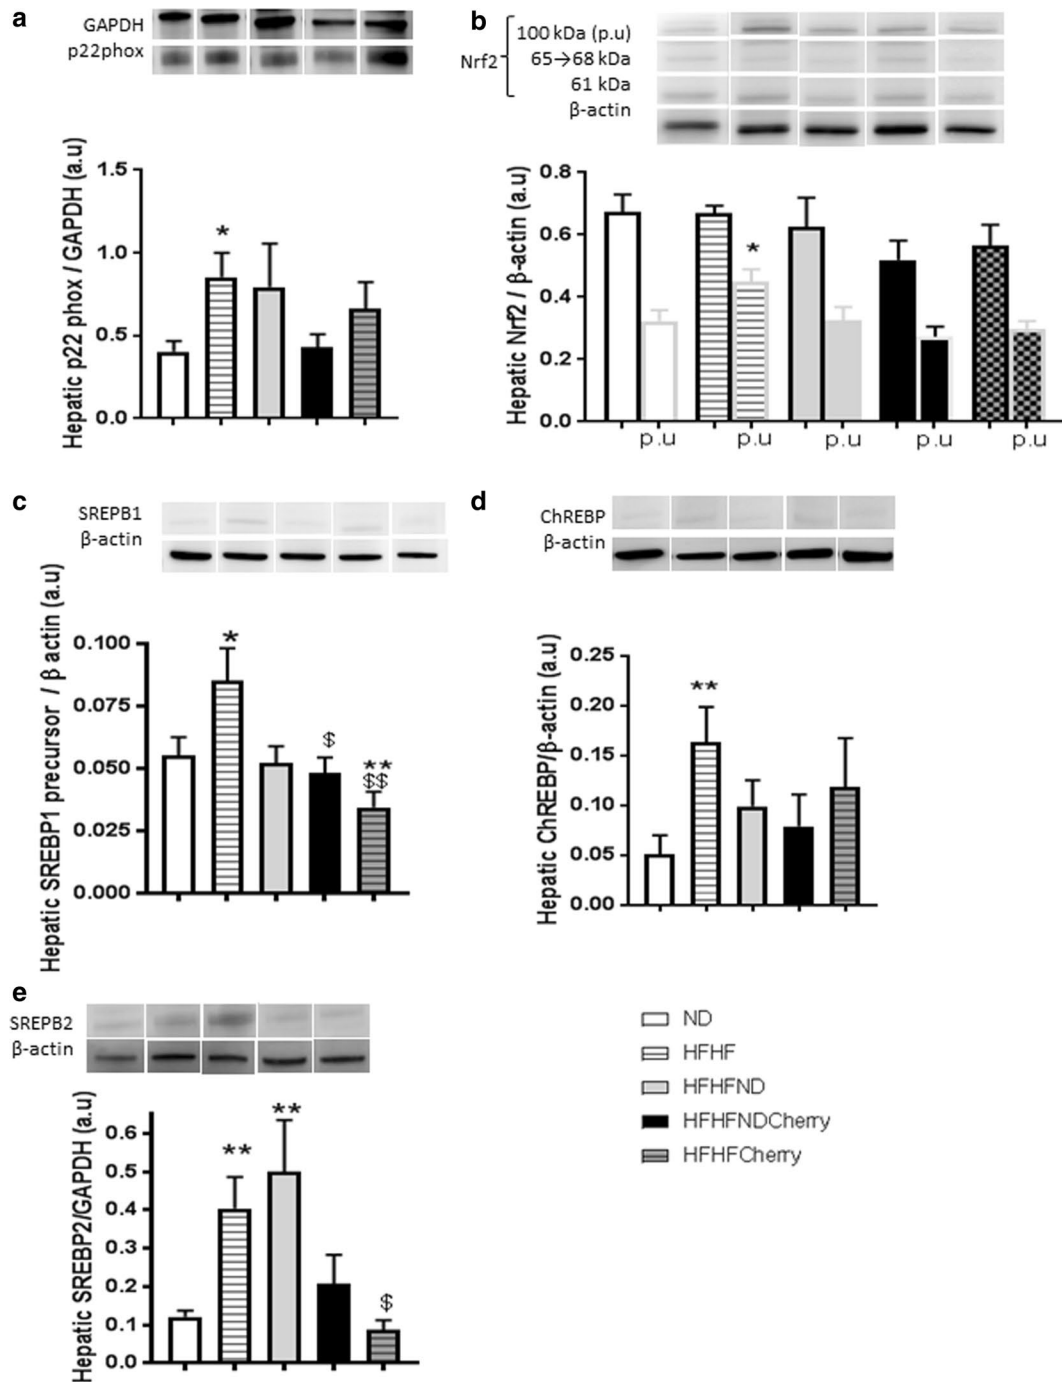 a
GAPDH
p22phox
Hepatic p22 phox / GAPDH (a.u)
1.5
1.0
0.5
0.0
*
b
Nrf2
100 kDa (p.u)
65→68 kDa
61 kDa
β-actin
Hepatic Nrf2 / β-actin (a.u)
0.8
0.6
0.4
0.2
0.0
*
p.u p.u p.u p.u p.u
c
SREPB1
β-actin
Hepatic SREBP1 precursor / β actin (a.u)
0.100
0.075
0.050
0.025
0.000
*
$
**
$$
d
ChREBP
β-actin
Hepatic ChREBP/β-actin (a.u)
0.25
0.20
0.15
0.10
0.05
0.00
**
e
SREPB2
β-actin
Hepatic SREBP2/GAPDH (a.u)
0.6
0.5
0.4
0.3
0.2
0.1
0.0
**
**
$
ND
HFHF
HFHFND
HFHFNDCherry
HFHFCherry